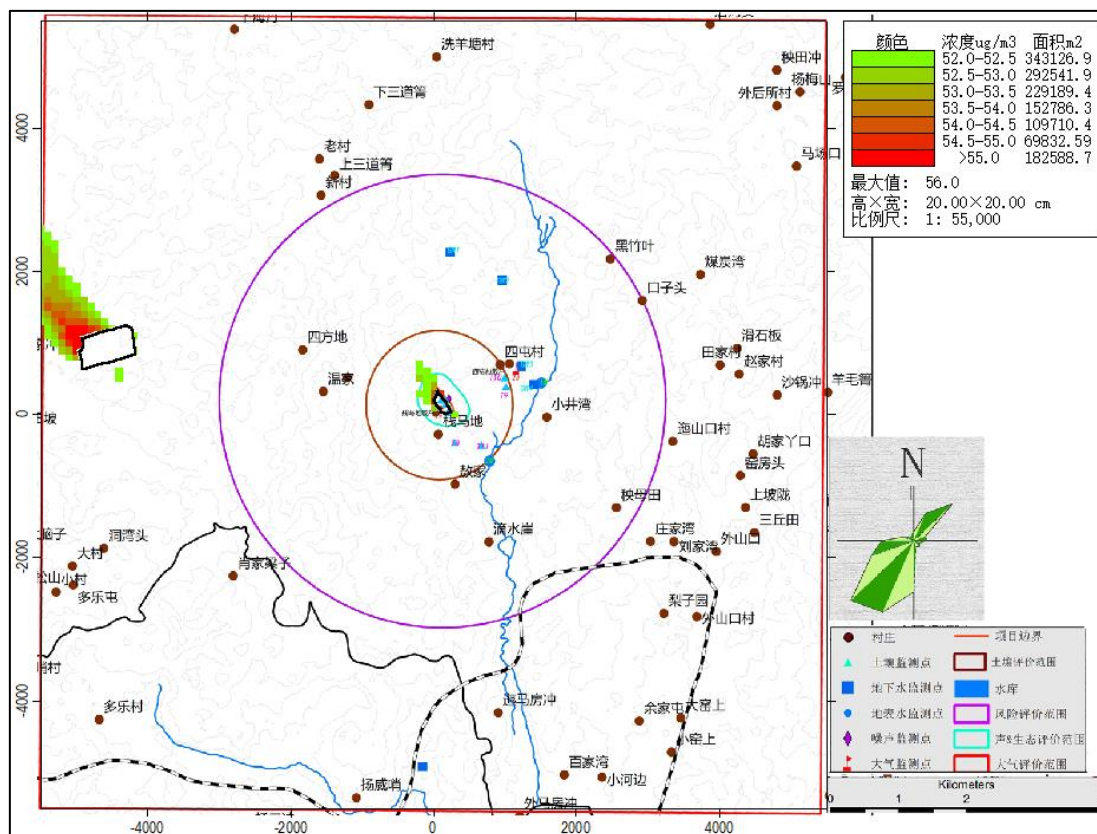 颜色 浓度ug/m3 面积m2
52.0-52.5 343126.9
52.5-53.0 292541.9
53.0-53.5 229189.4
53.5-54.0 152786.3
54.0-54.5 109710.4
54.5-55.0 69832.59
>55.0 182588.7
最大值: 56.0
高×宽: 20.00×20.00 cm
比例尺: 1: 55,000
洗羊塘村
秧田冲
杨梅山
外后所村
下三道箐
4000
老村
上三道箐
新村
马场口
2000
黑竹叶
煤炭湾
口子头
滑石板
四方地
四屯村
田家村
赵家村
温家
沙锅冲
羊毛箐
0
小井湾
栈马地
迤山口村
胡家丫口
敖家
窑房头
秧母田
上坡陇
三丘田
N
-2000
洞湾头
大村
滴水崖
庄家湾
刘家湾
外山口
松山小村
多乐屯
肖家梁子
梨子园
外山口村
哨村
-4000
多乐村
跑马房冲
余家屯
大窑上
小窑上
扬威哨
百家湾
小河边
外马房冲
-4000 -2000 0 2000 4000
村庄 项目边界
土壤监测点 土壤评价范围
地下水监测点 水库
地表水监测点 风险评价范围
噪声监测点 声&生态评价范围
大气监测点 大气评价范围
Kilometers
0 1 2